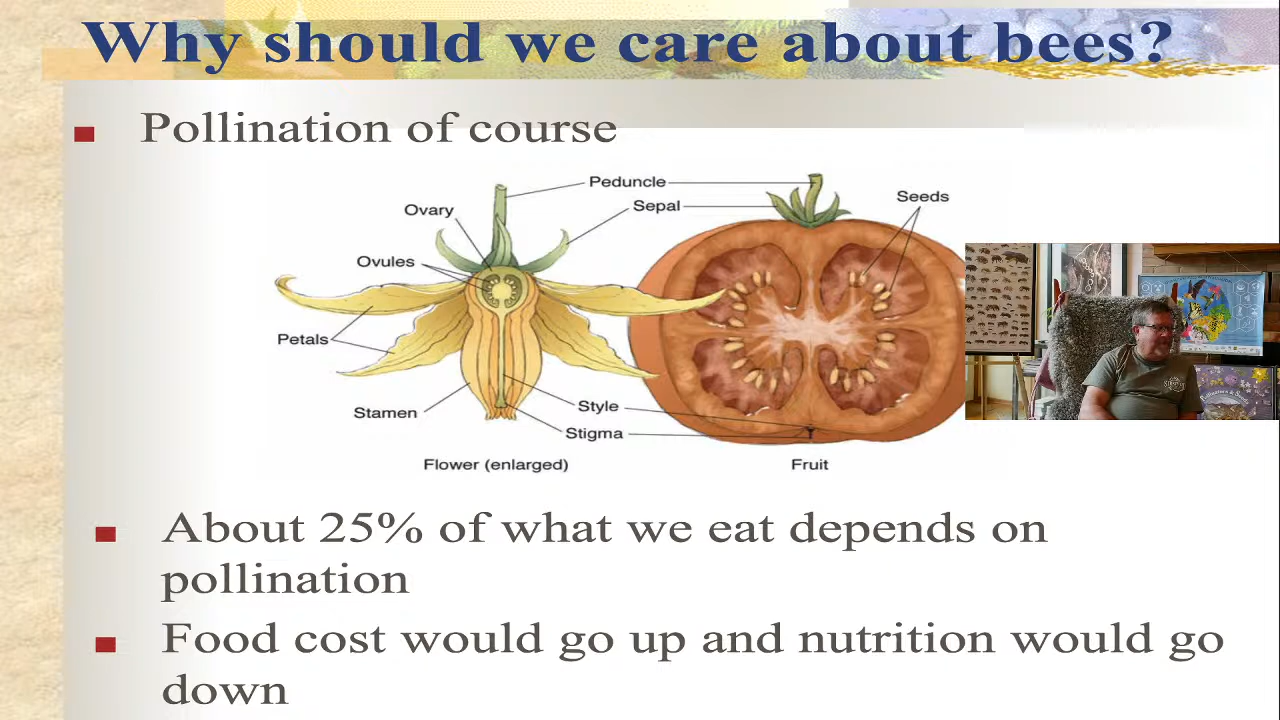 Why should we care about bees?
Pollination of course
Peduncle
Seeds
Ovary
Sepal
Ovules
Petals
Stamen
Style
Stigma
Flower (enlarged)
Fruit
About 25% of what we eat depends on
pollination
Food cost would go up and nutrition would go
down